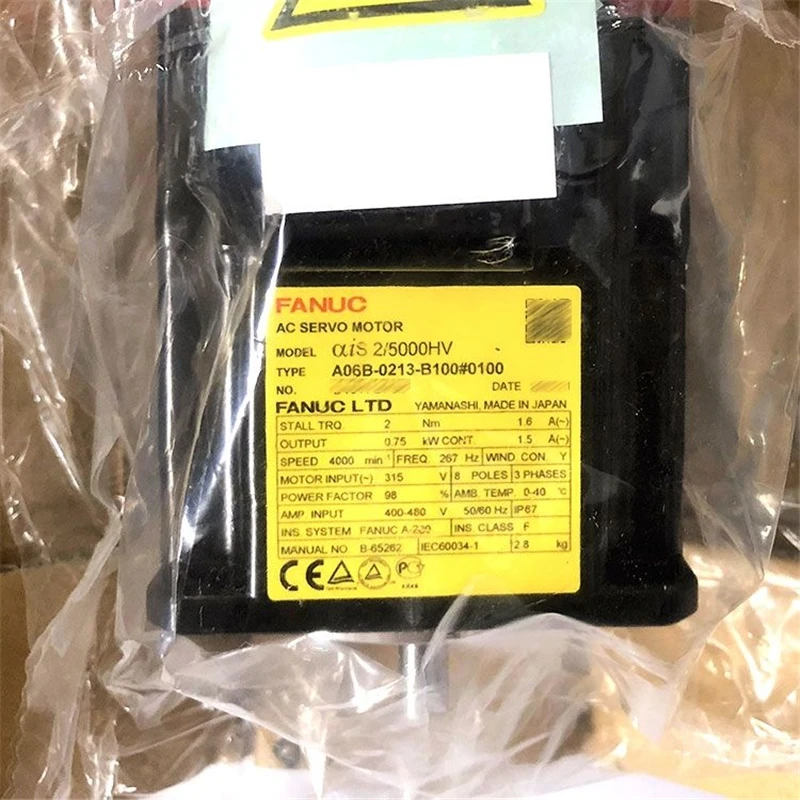 FANUC
AC SERVO MOTOR
MODEL αiS 2/5000HV
TYPE A06B-0213-B100#0100
NO. DATE
FANUC LTD YAMANASHI, MADE IN JAPAN
STALL TRQ. 2 Nm 1.6 A(~)
OUTPUT 0.75 kW CONT. 1.5 A(~)
SPEED 4000 min⁻¹ FREQ. 267 Hz WIND CON. Y
MOTOR INPUT(~) 315 V 8 POLES 3 PHASES
POWER FACTOR 98 % AMB. TEMP. 0-40 ℃
AMP INPUT 400-480 V 50/60 Hz IP67
INS. SYSTEM FANUC A-200 INS. CLASS F
MANUAL NO B-65262 IEC60034-1 2.8 kg
CE